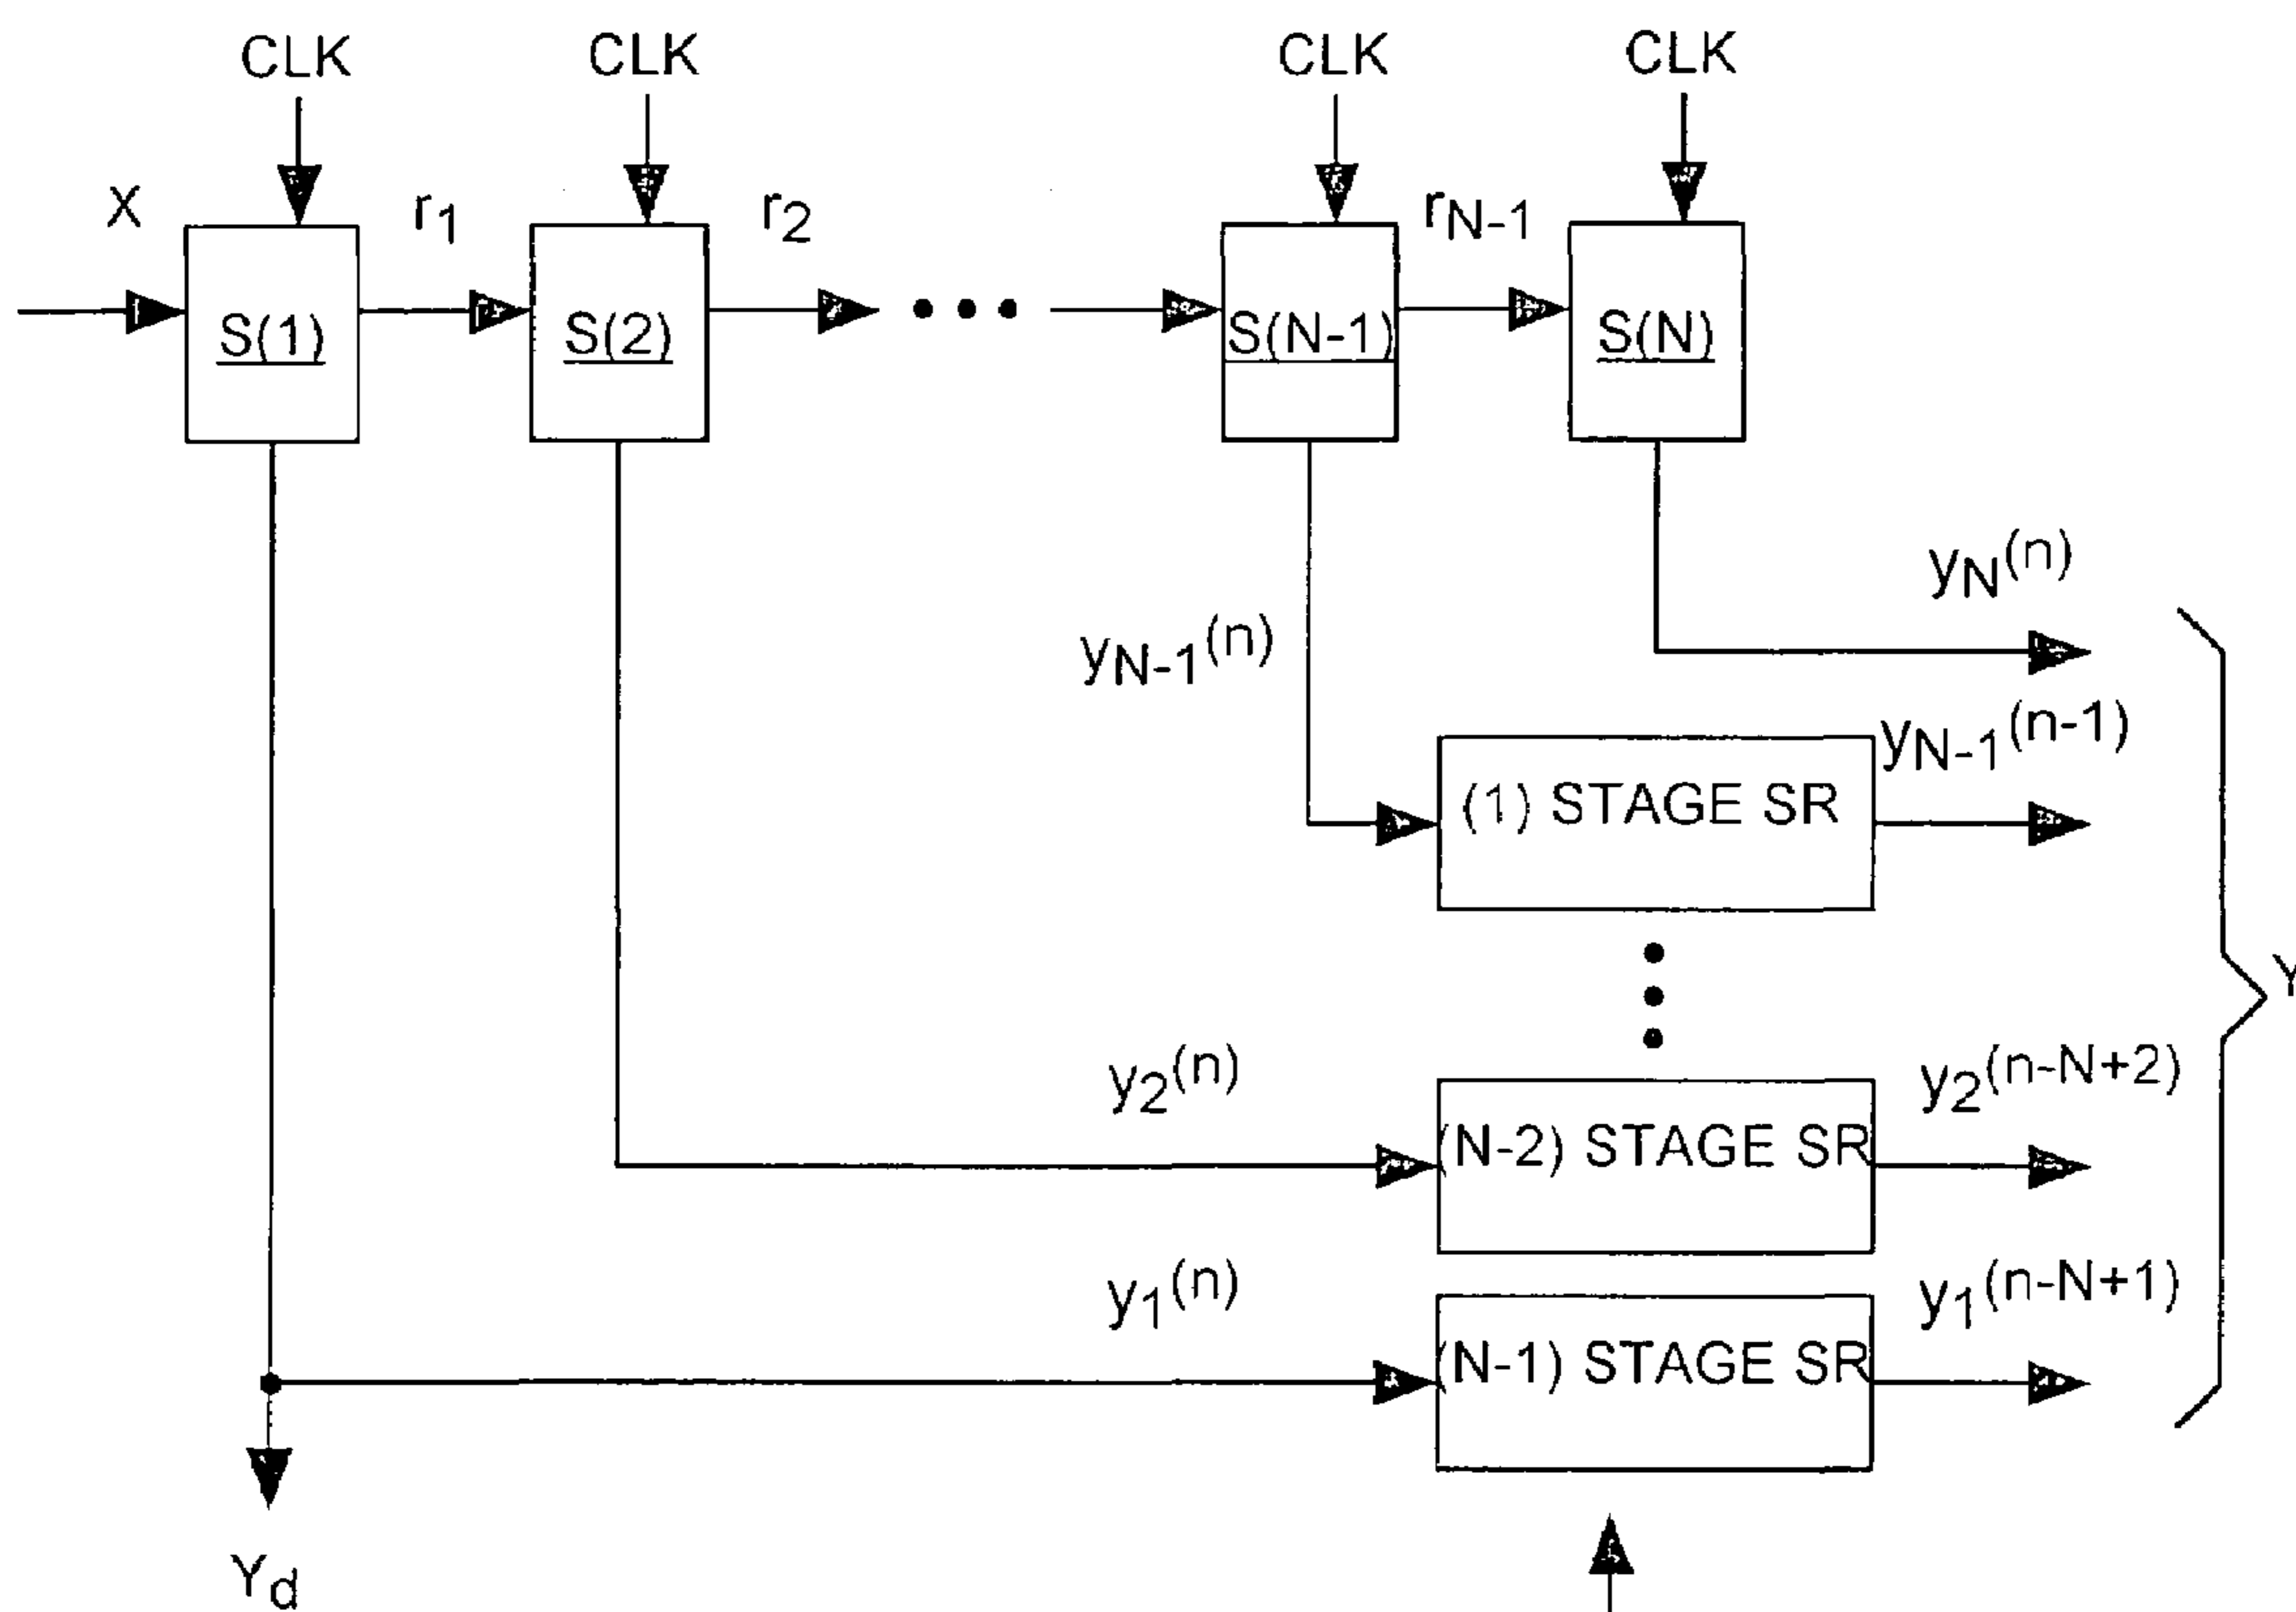 CLK CLK CLK CLK
X r1 r2 rN-1
S(1) S(2) S(N-1) S(N)
yN(n)
yN-1(n)
yN-1(n-1)
(1) STAGE SR
Y
y2(n) y2(n-N+2)
(N-2) STAGE SR
y1(n) y1(n-N+1)
(N-1) STAGE SR
Yd